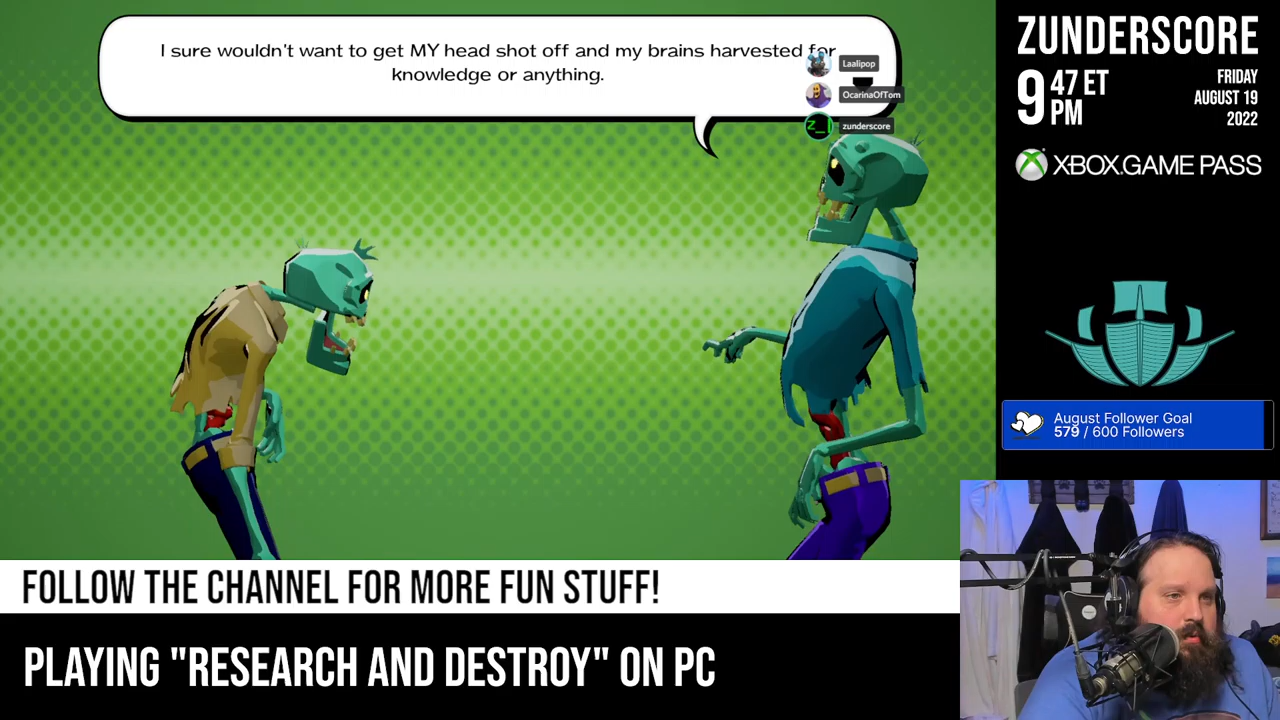 I sure wouldn't want to get MY head shot off and my brains harvested for
knowledge or anything.
Laalipop
OcarinaOfTom
Z_
zunderscore
ZUNDERSCORE
9 47 ET
PM
FRIDAY
AUGUST 19
2022
XBOX GAME PASS
August Follower Goal
579 / 600 Followers
FOLLOW THE CHANNEL FOR MORE FUN STUFF!
PLAYING "RESEARCH AND DESTROY" ON PC